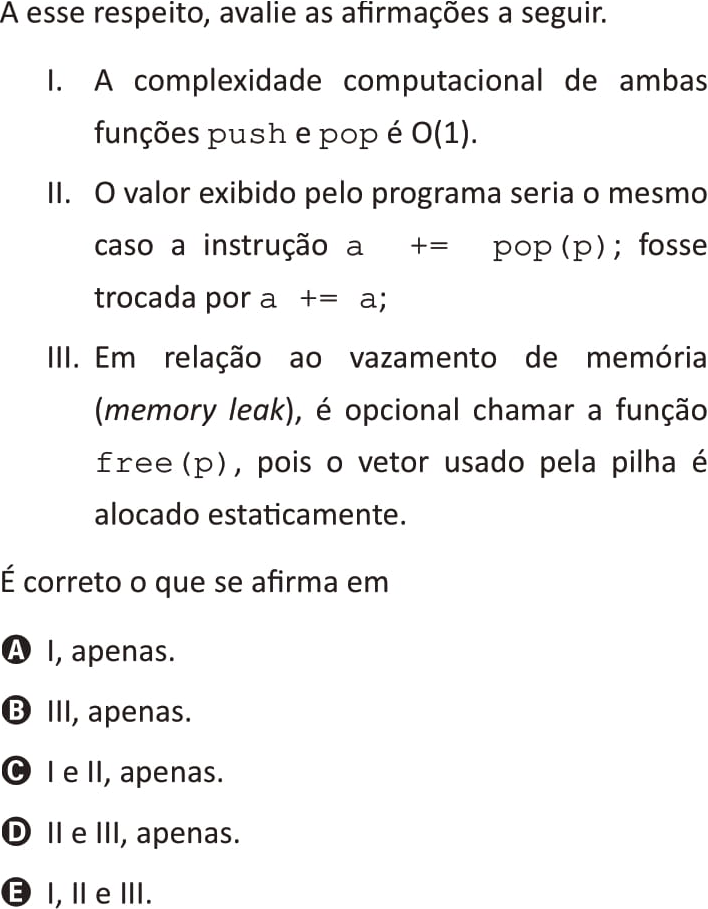 A esse respeito, avalie as afirmações a seguir.
I. A complexidade computacional de ambas
funções push e pop é O(1).
II. O valor exibido pelo programa seria o mesmo
caso a instrução a += pop(p); fosse
trocada por a += a;
III. Em relação ao vazamento de memória
(memory leak), é opcional chamar a função
free(p), pois o vetor usado pela pilha é
alocado estaticamente.
É correto o que se afirma em
A I, apenas.
B III, apenas.
C I e II, apenas.
D II e III, apenas.
E I, II e III.